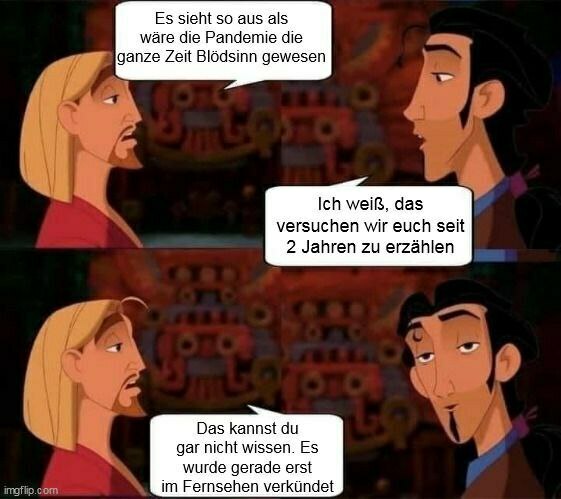 Es sieht so aus als
wäre die Pandemie die
ganze Zeit Blödsinn gewesen
Ich weiß, das
versuchen wir euch seit
2 Jahren zu erzählen
Das kannst du
gar nicht wissen. Es
wurde gerade erst
im Fernsehen verkündet
imgflip.com